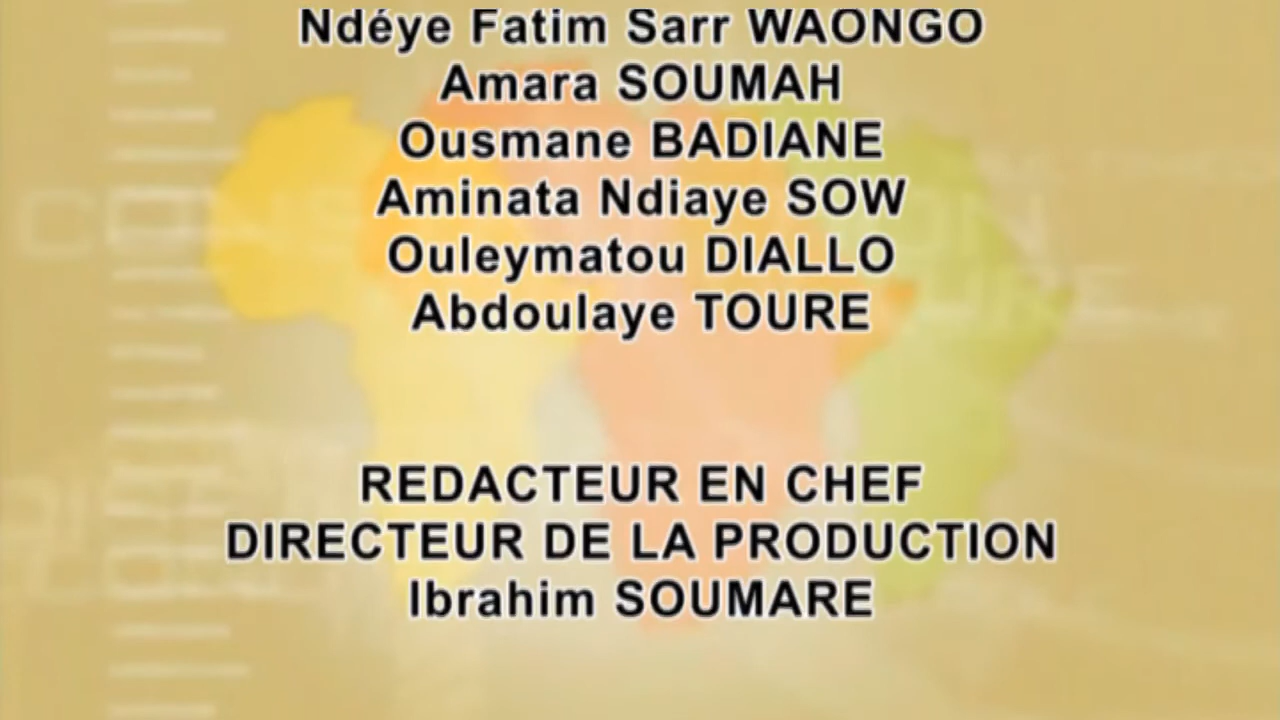 Ndéye Fatim Sarr WAONGO
Amara SOUMAH
Ousmane BADIANE
Aminata Ndiaye SOW
Ouleymatou DIALLO
Abdoulaye TOURE
REDACTEUR EN CHEF
DIRECTEUR DE LA PRODUCTION
Ibrahim SOUMARE